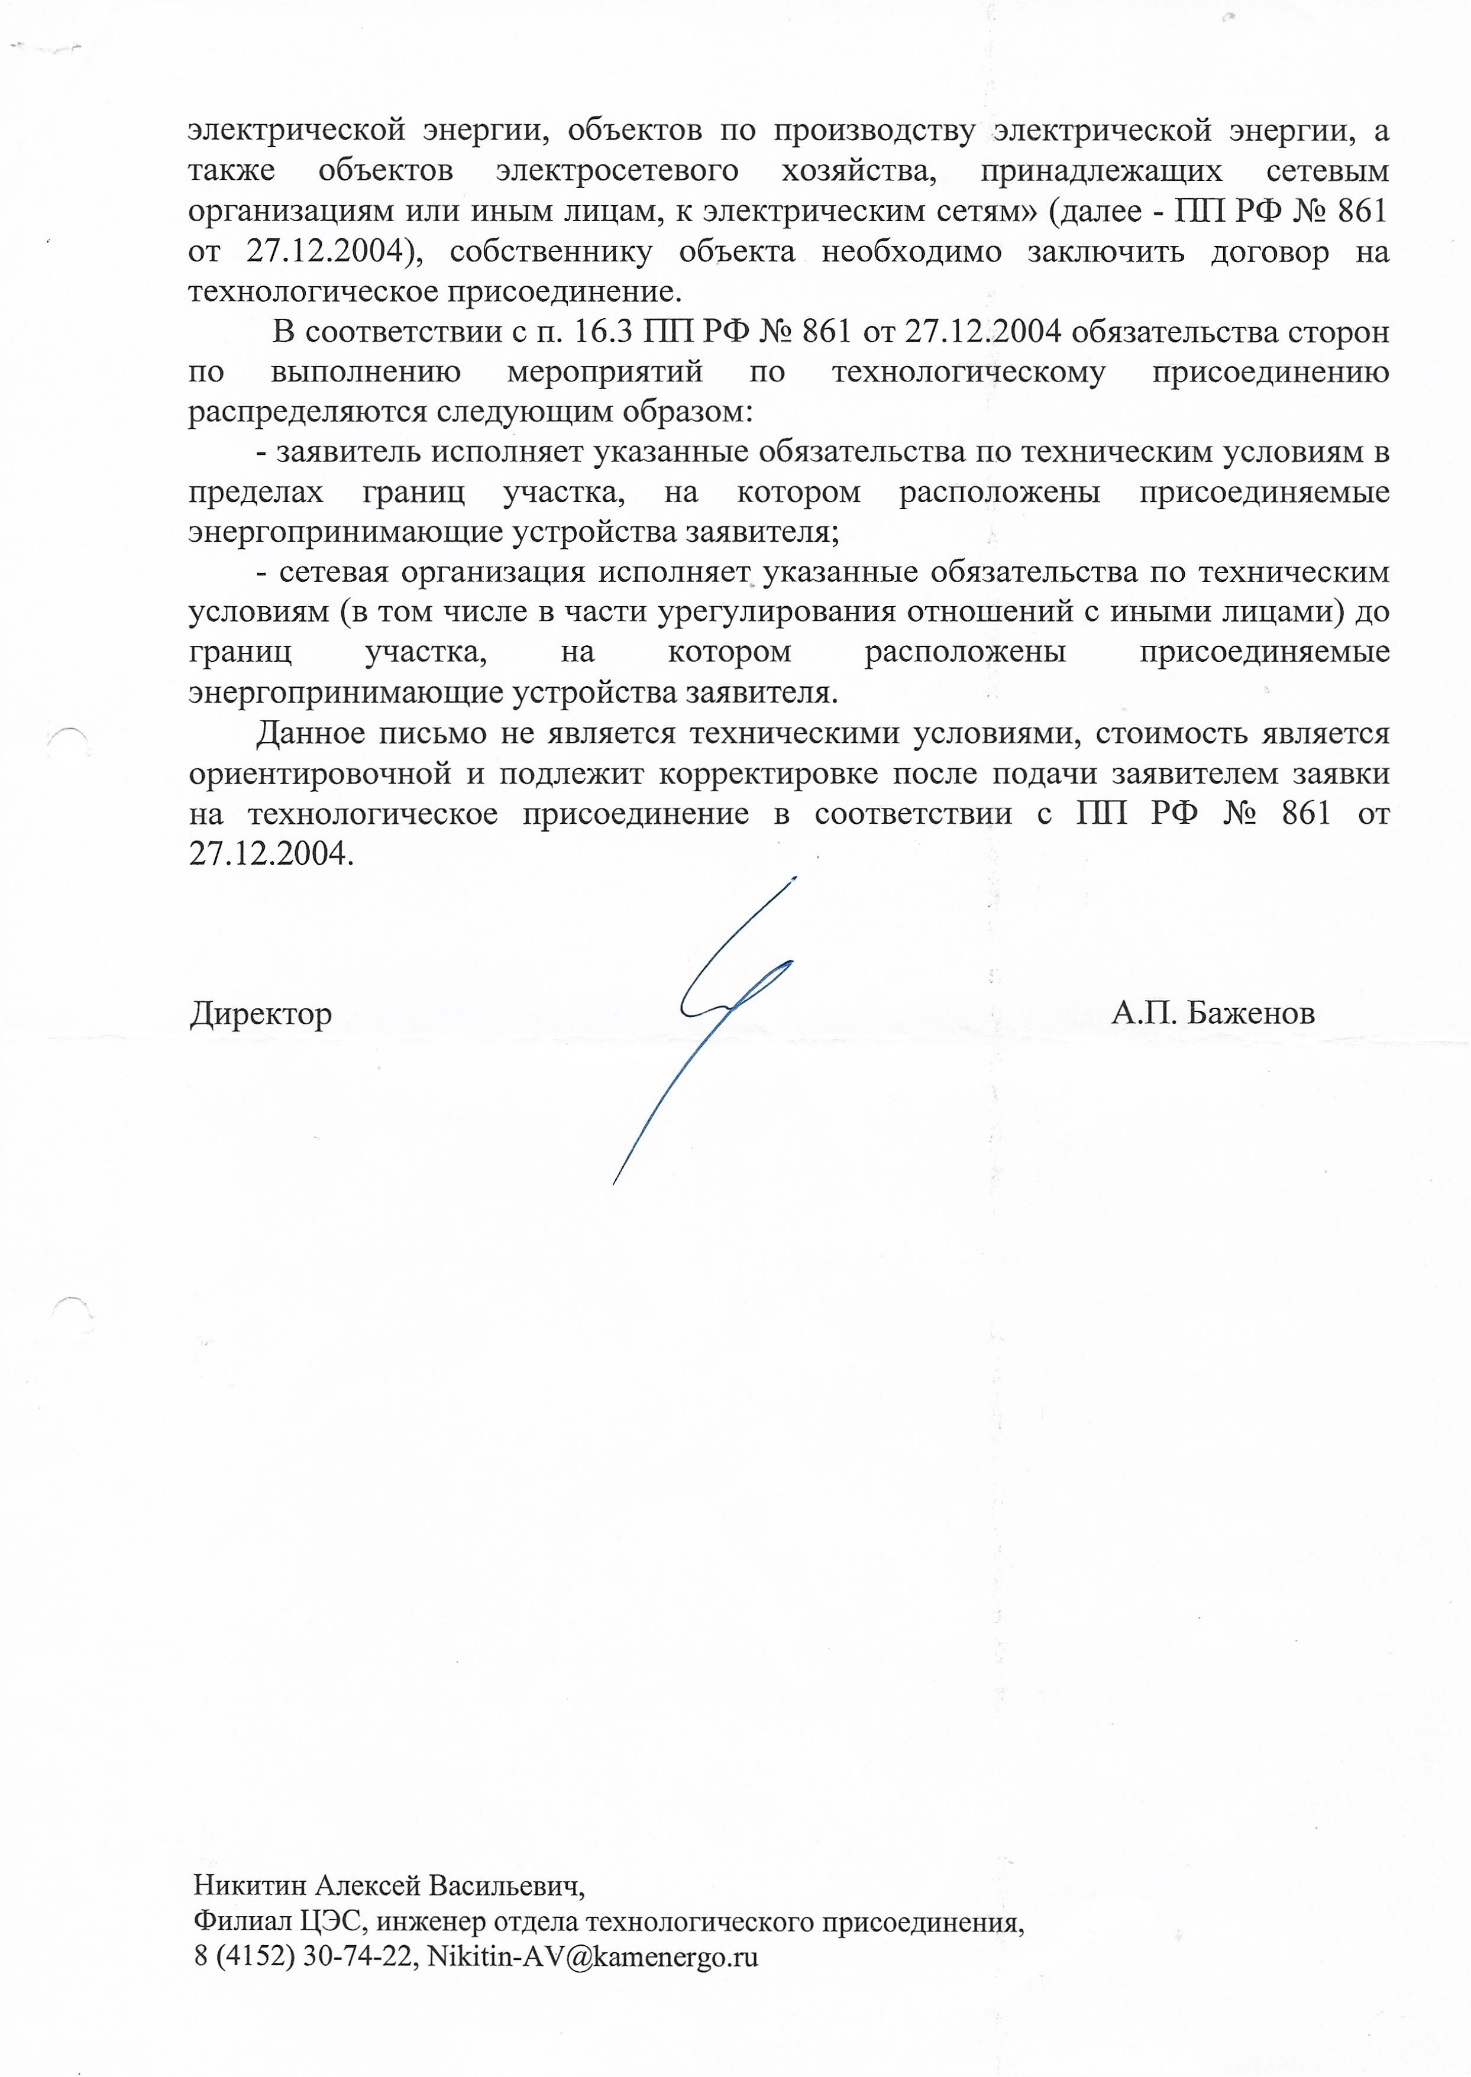 электрической энергии, объектов по производству электрической энергии, а
также объектов электросетевого хозяйства, принадлежащих сетевым
организациям или иным лицам, к электрическим сетям» (далее - ПП РФ № 861
от 27.12.2004), собственнику объекта необходимо заключить договор на
технологическое присоединение.
В соответствии с п. 16.3 ПП РФ № 861 от 27.12.2004 обязательства сторон
по выполнению мероприятий по технологическому присоединению
распределяются следующим образом:
- заявитель исполняет указанные обязательства по техническим условиям в
пределах границ участка, на котором расположены присоединяемые
энергопринимающие устройства заявителя;
- сетевая организация исполняет указанные обязательства по техническим
условиям (в том числе в части урегулирования отношений с иными лицами) до
границ участка, на котором расположены присоединяемые
энергопринимающие устройства заявителя.
Данное письмо не является техническими условиями, стоимость является
ориентировочной и подлежит корректировке после подачи заявителем заявки
на технологическое присоединение в соответствии с ПП РФ № 861 от
27.12.2004.
Директор А.П. Баженов
Никитин Алексей Васильевич,
Филиал ЦЭС, инженер отдела технологического присоединения,
8 (4152) 30-74-22, Nikitin-AV@kamenergo.ru